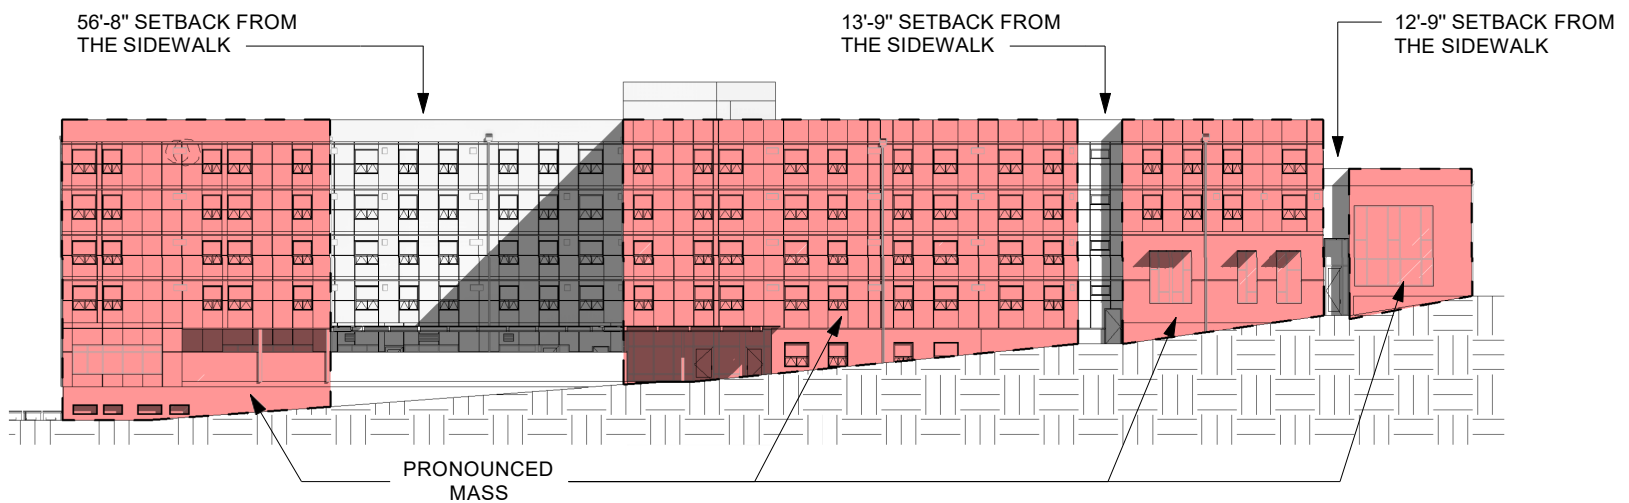 56'-8" SETBACK FROM
THE SIDEWALK
13'-9" SETBACK FROM
THE SIDEWALK
12'-9" SETBACK FROM
THE SIDEWALK
PRONOUNCED
MASS